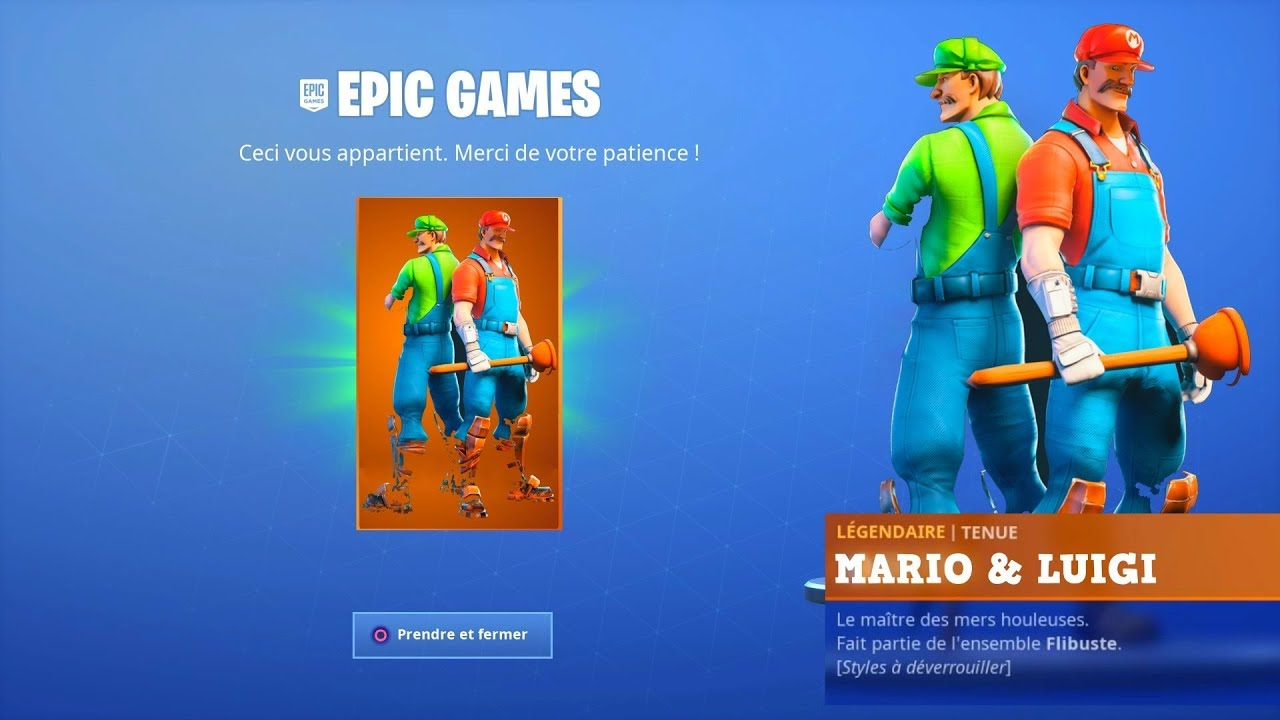 EPIC GAMES
EPIC GAMES
Ceci vous appartient. Merci de votre patience !
M
Prendre et fermer
LÉGENDAIRE | TENUE
MARIO & LUIGI
Le maître des mers houleuses.
Fait partie de l'ensemble Flibuste.
[Styles à déverrouiller]